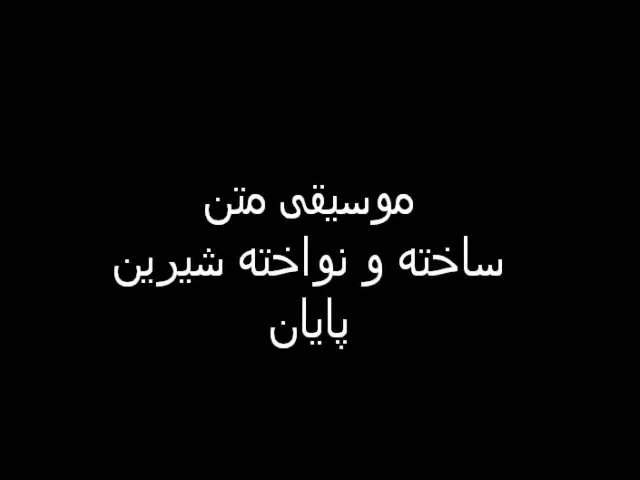 موسیقی متن
ساخته و نواخته شیرین
پایان